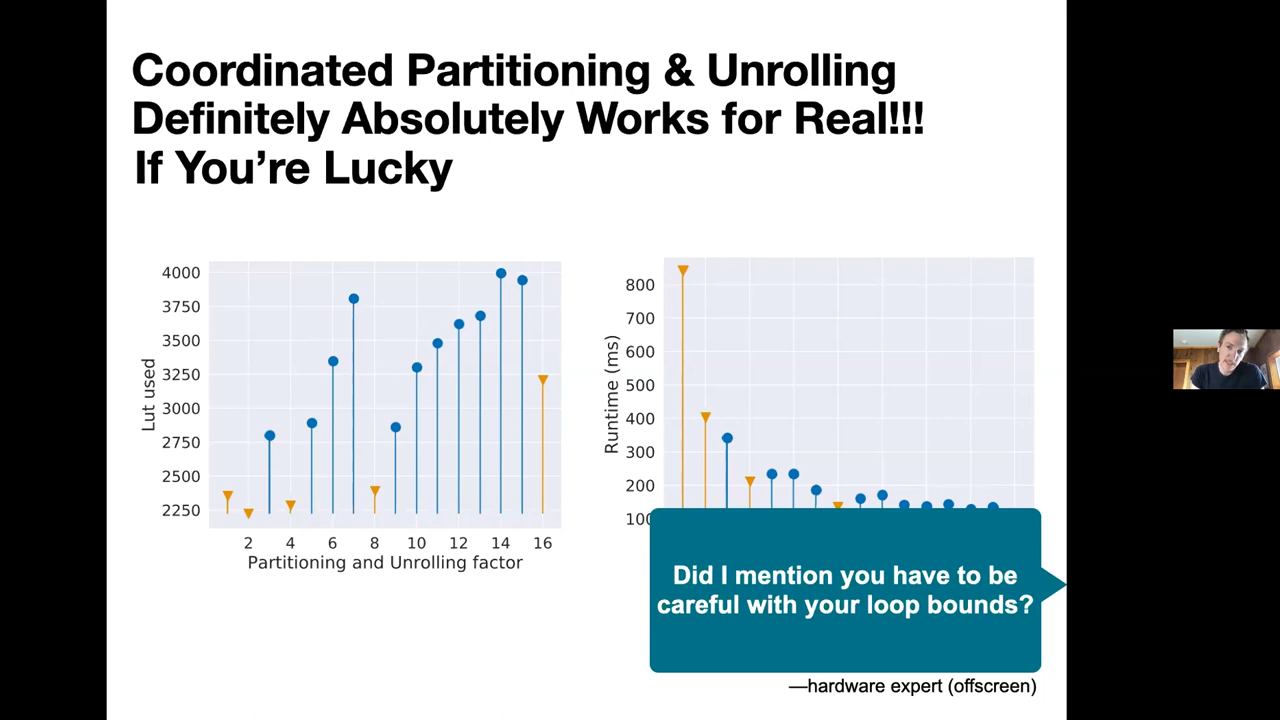 Coordinated Partitioning & Unrolling
Definitely Absolutely Works for Real!!!
If You’re Lucky
4000
3750
3500
3250
3000
2750
2500
2250
Lut used
2 4 6 8 10 12 14 16
Partitioning and Unrolling factor
800
700
600
500
400
300
200
100
Runtime (ms)
Did I mention you have to be
careful with your loop bounds?
—hardware expert (offscreen)